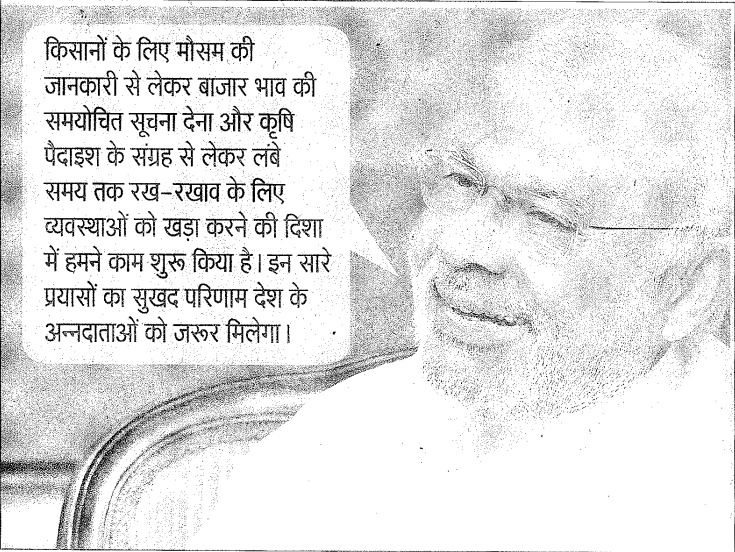 किसानों के लिए मौसम की
जानकारी से लेकर बाजार भाव की
समयोचित सूचना देना और कृषि
पैदाइश के संग्रह से लेकर लंबे
समय तक रख-रखाव के लिए
व्यवस्थाओं को खड़ा करने की दिशा
में हमने काम शुरू किया है। इन सारे
प्रयासों का सुखद परिणाम देश के
अन्नदाताओं को जरूर मिलेगा।